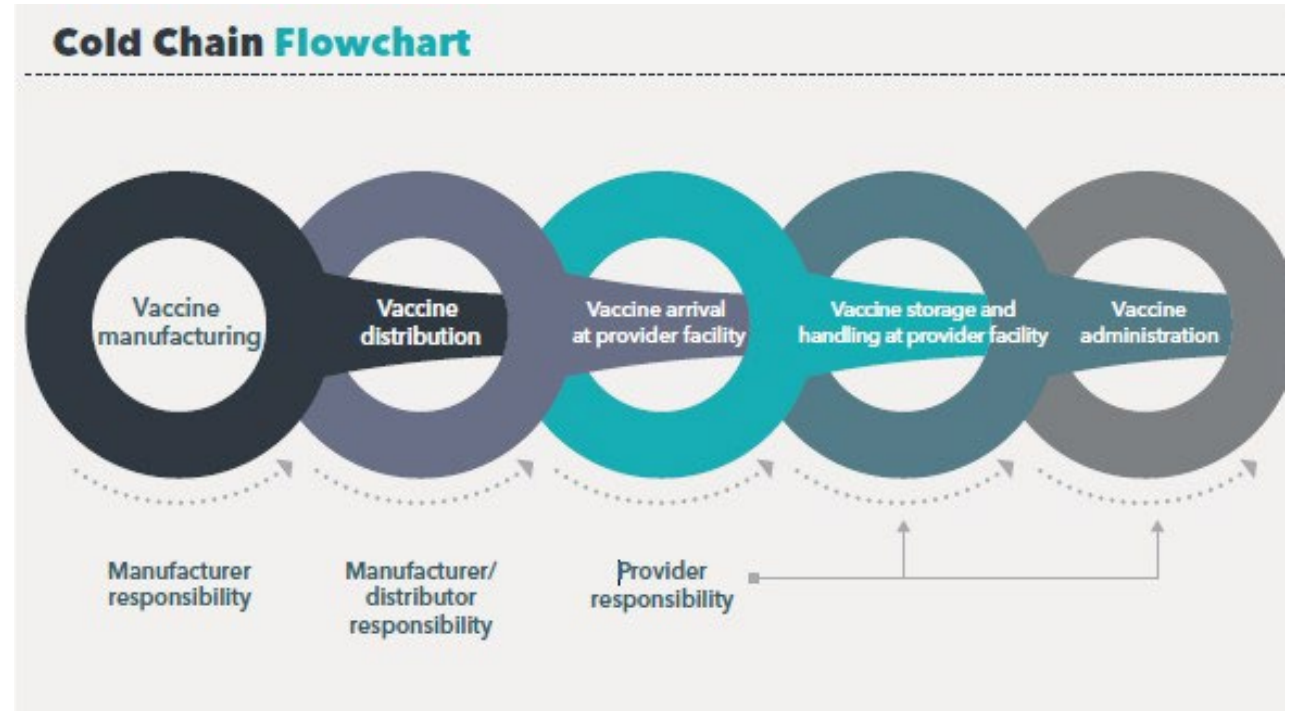 Cold Chain Flowchart
Vaccine
manufacturing
Vaccine
distribution
Vaccine arrival
at provider facility
Vaccine storage and
handling at provider facility
Vaccine
administration
Manufacturer
responsibility
Manufacturer/
distributor
responsibility
Provider
responsibility